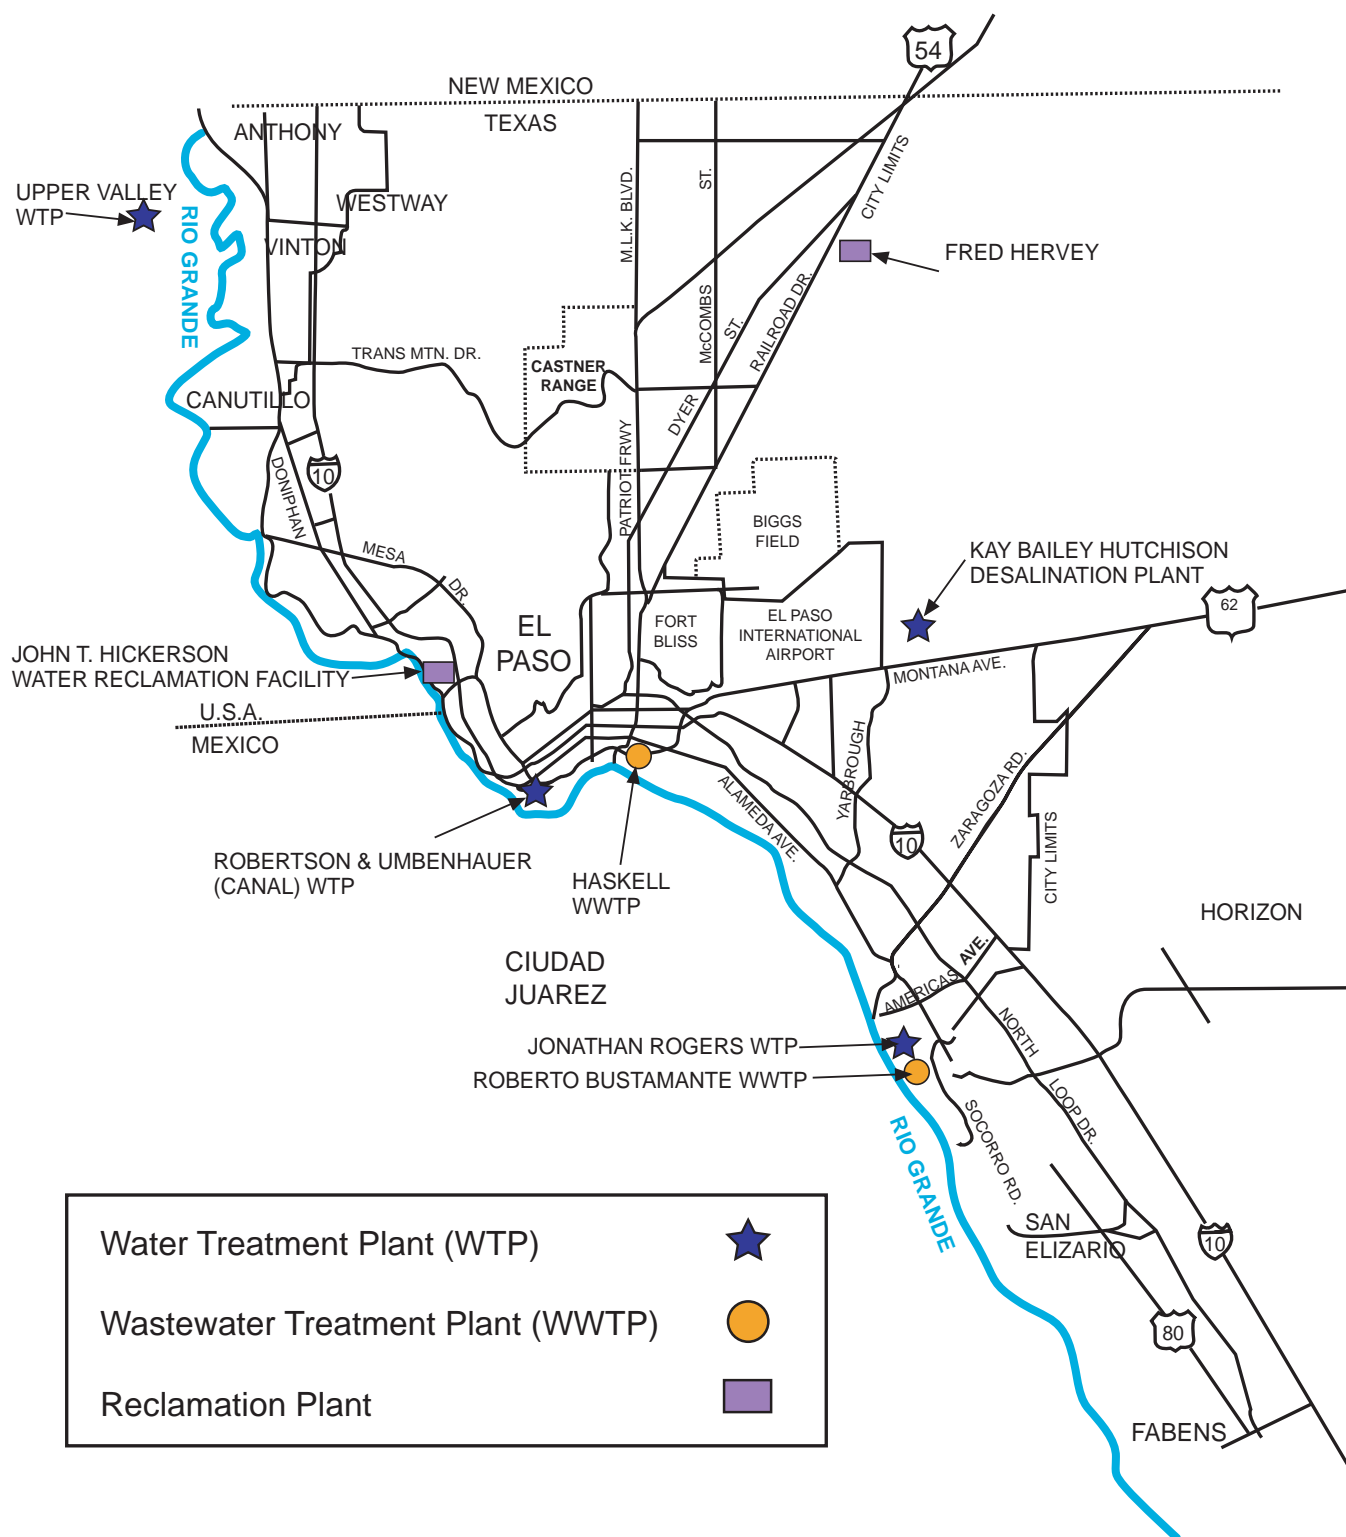 54
NEW MEXICO
TEXAS
ANTHONY
UPPER VALLEY
WTP
WESTWAY
RIO GRANDE
VINTON
M.L.K. BLVD.
ST.
McCOMBS
CITY LIMITS
FRED HERVEY
RAILROAD DR.
ST.
DYER
TRANS MTN. DR.
CASTNER
RANGE
CANUTILLO
10
DONIPHAN
PATRIOT FRWY
BIGGS
FIELD
MESA
DR.
KAY BAILEY HUTCHISON
DESALINATION PLANT
62
EL
PASO
FORT
BLISS
EL PASO
INTERNATIONAL
AIRPORT
MONTANA AVE.
JOHN T. HICKERSON
WATER RECLAMATION FACILITY
U.S.A.
MEXICO
YARBROUGH
ZARAGOZA RD.
ALAMEDA AVE.
10
CITY LIMITS
ROBERTSON & UMBENHAUER
(CANAL) WTP
HASKELL
WWTP
HORIZON
CIUDAD
JUAREZ
AMERICAS AVE.
JONATHAN ROGERS WTP
ROBERTO BUSTAMANTE WWTP
NORTH
LOOP DR.
SOCORRO RD.
RIO GRANDE
SAN
ELIZARIO
10
80
FABENS
Water Treatment Plant (WTP)
Wastewater Treatment Plant (WWTP)
Reclamation Plant